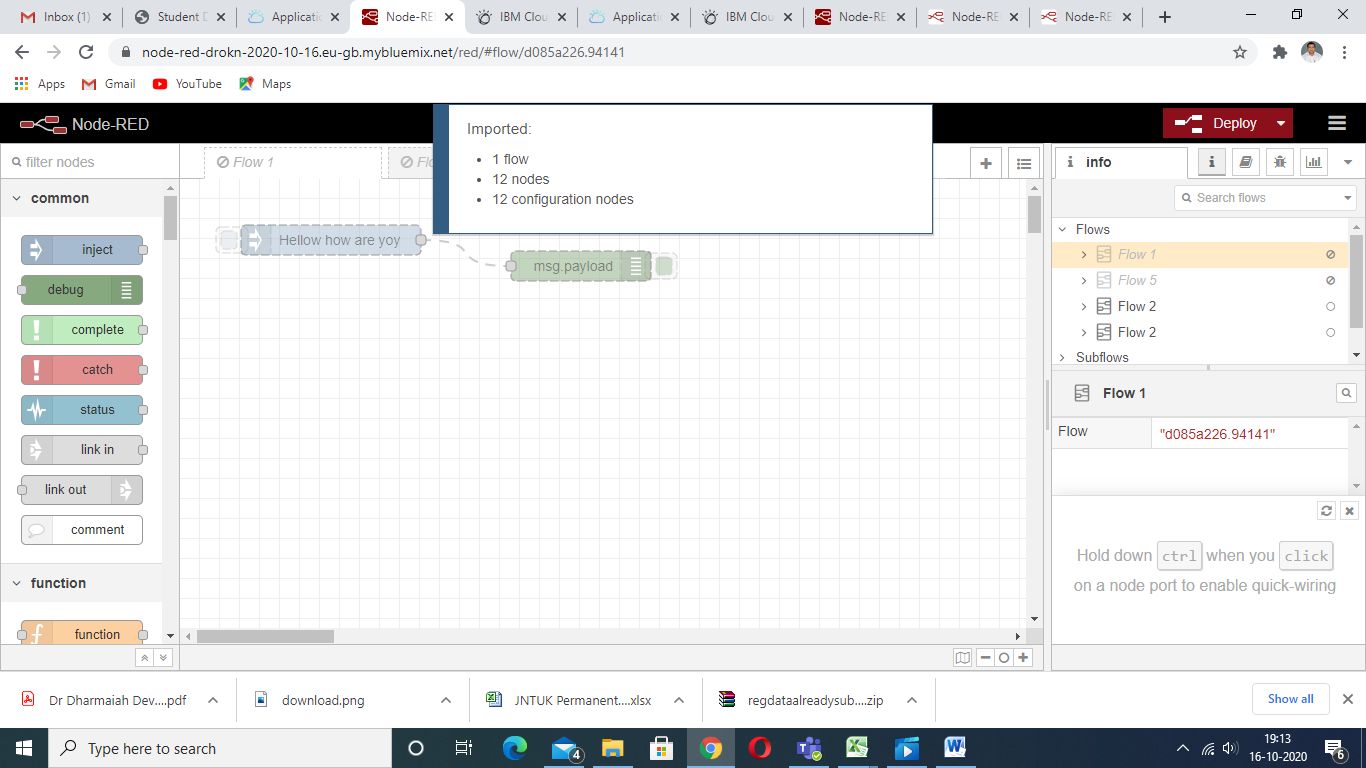 Inbox (1)
Student D
Applicatio
Node-RE
IBM Clou
Applicati
IBM Clou
Node-RE
Node-RE
Node-RE
node-red-drokn-2020-10-16.eu-gb.mybluemix.net/red/#flow/d085a226.94141
Apps
Gmail
YouTube
Maps
Node-RED
Deploy
Imported:
1 flow
12 nodes
12 configuration nodes
filter nodes
Flow 1
Flo
info
Search flows
common
inject
debug
complete
catch
status
link in
link out
comment
function
function
Hellow how are yoy
msg.payload
Flows
Flow 1
Flow 5
Flow 2
Flow 2
Subflows
Flow 1
Flow
"d085a226.94141"
Hold down ctrl when you click
on a node port to enable quick-wiring
Dr Dharmaiah Dev....pdf
download.png
JNTUK Permanent....xlsx
regdataalreadysub....zip
Show all
Type here to search
4
19:13
16-10-2020
6